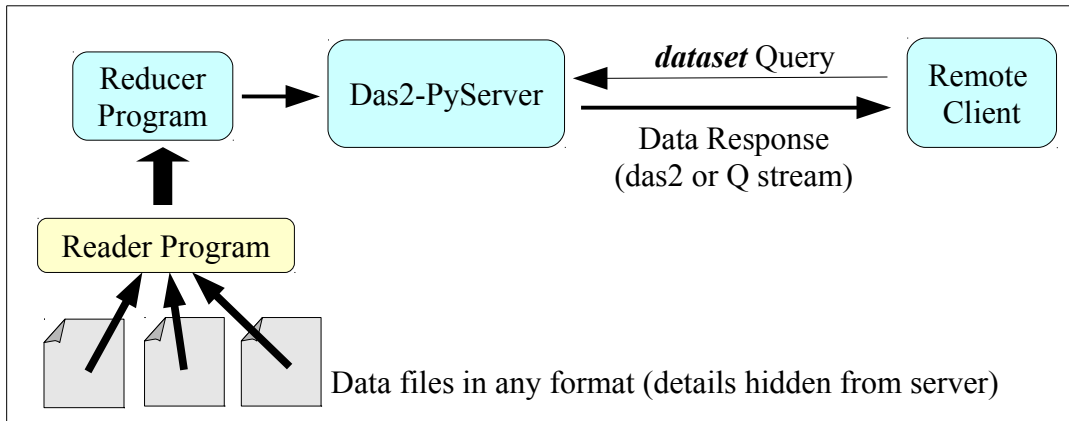 Reducer
Program
Das2-PyServer
dataset Query
Remote
Client
Data Response
(das2 or Q stream)
Reader Program
Data files in any format (details hidden from server)